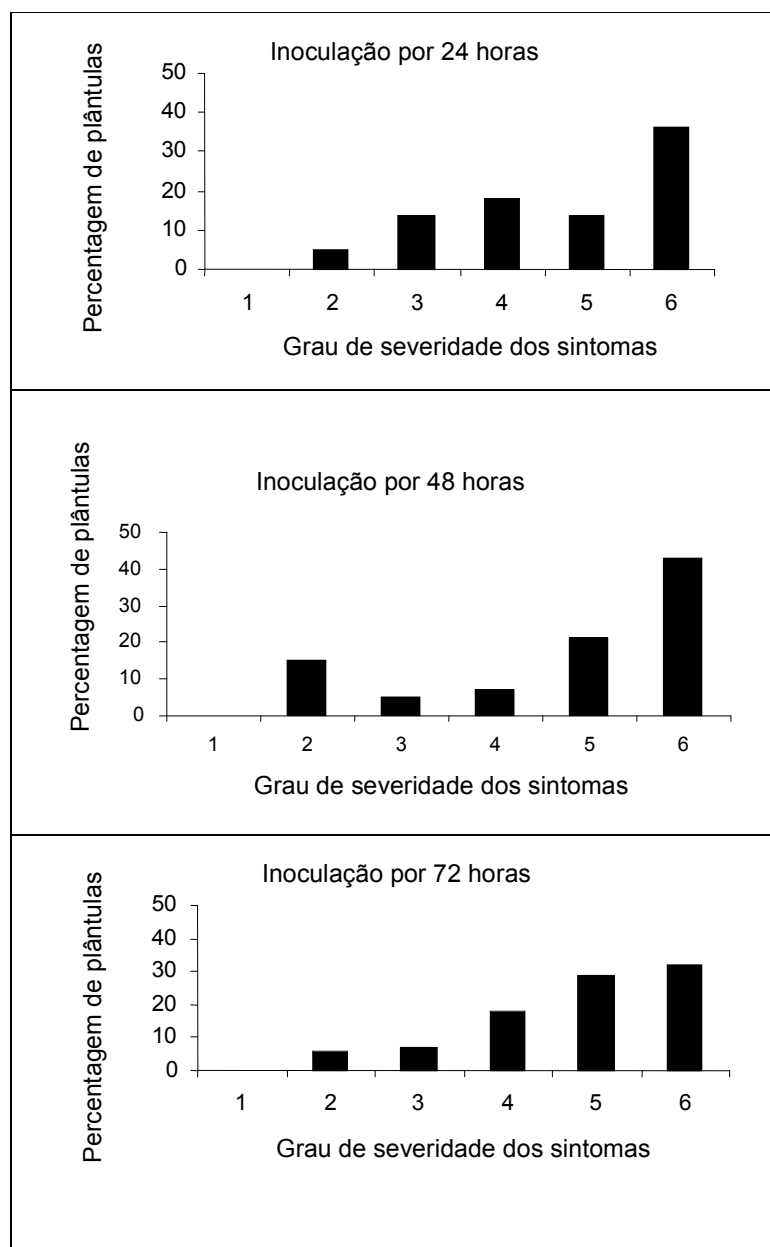 Inoculação por 24 horas
Percentagem de plântulas
50
40
30
20
10
0
1 2 3 4 5 6
Grau de severidade dos sintomas
Inoculação por 48 horas
Percentagem de plântulas
50
40
30
20
10
0
1 2 3 4 5 6
Grau de severidade dos sintomas
Inoculação por 72 horas
Percentagem de plântulas
50
40
30
20
10
0
1 2 3 4 5 6
Grau de severidade dos sintomas